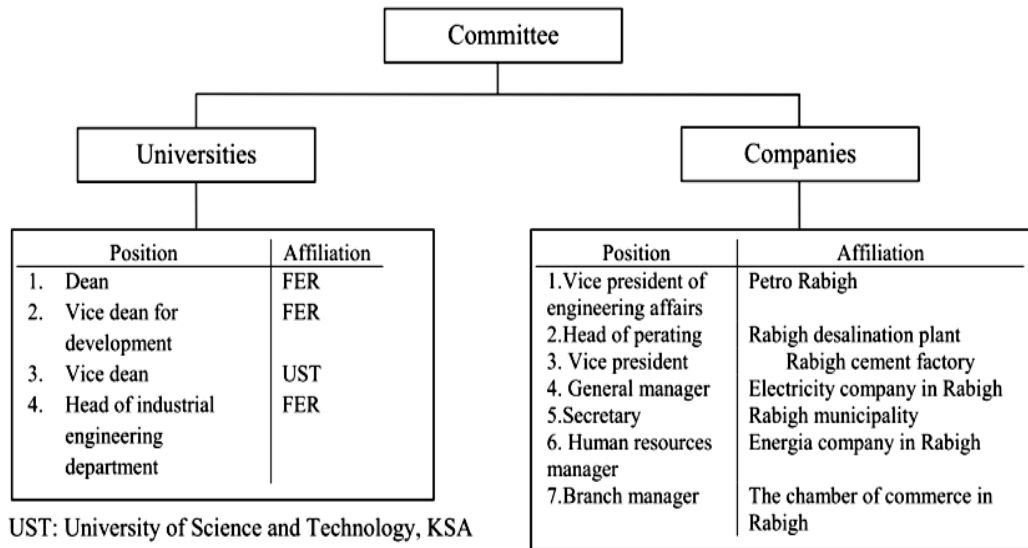 Committee
Universities
Companies
Position Affiliation
1. Dean FER
2. Vice dean for FER
development
3. Vice dean UST
4. Head of industrial FER
engineering
department
UST: University of Science and Technology, KSA
Position Affiliation
1.Vice president of Petro Rabigh
engineering affairs
2.Head of perating Rabigh desalination plant
3. Vice president Rabigh cement factory
4. General manager Electricity company in Rabigh
5.Secretary Rabigh municipality
6. Human resources Energia company in Rabigh
manager
7.Branch manager The chamber of commerce in
Rabigh